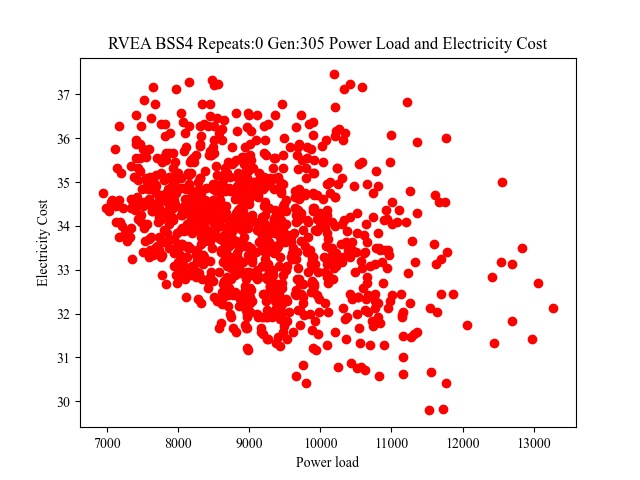 RVEA BSS4 Repeats:0 Gen:305 Power Load and Electricity Cost
Electricity Cost
37
36
35
34
33
32
31
30
7000 8000 9000 10000 11000 12000 13000
Power load